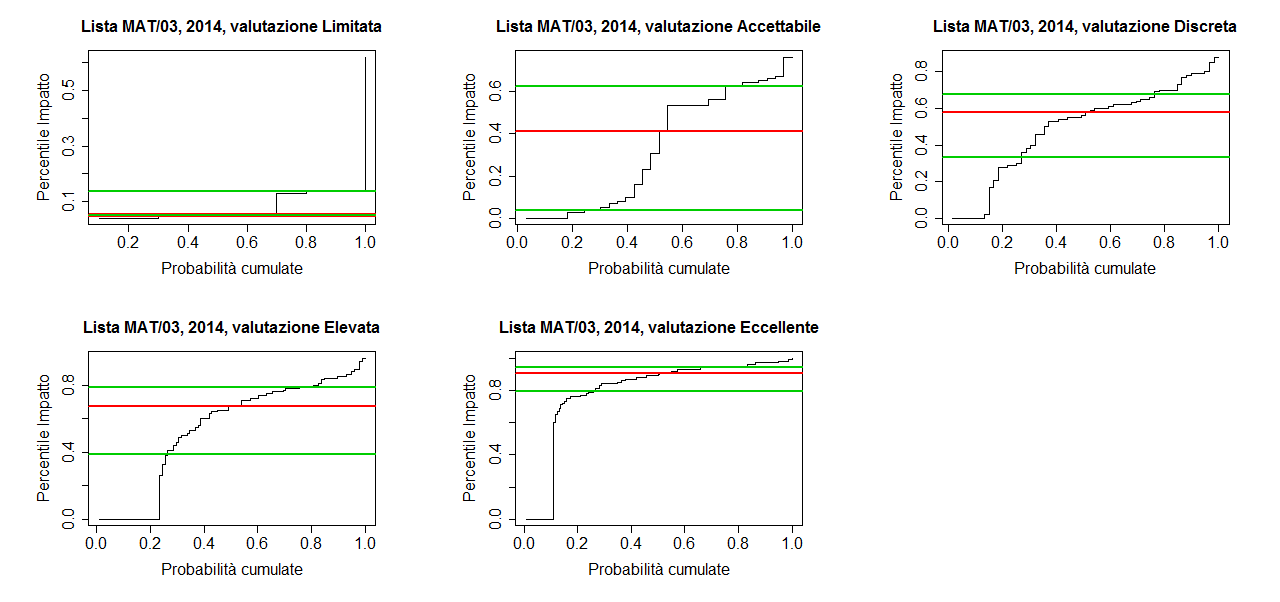 Lista MAT/03, 2014, valutazione Limitata
Percentile Impatto
0.1 0.3 0.5
0.2 0.4 0.6 0.8 1.0
Probabilità cumulate
Lista MAT/03, 2014, valutazione Accettabile
Percentile Impatto
0.0 0.2 0.4 0.6
0.0 0.2 0.4 0.6 0.8 1.0
Probabilità cumulate
Lista MAT/03, 2014, valutazione Discreta
Percentile Impatto
0.0 0.2 0.4 0.6 0.8
0.0 0.2 0.4 0.6 0.8 1.0
Probabilità cumulate
Lista MAT/03, 2014, valutazione Elevata
Percentile Impatto
0.0 0.4 0.8
0.0 0.2 0.4 0.6 0.8 1.0
Probabilità cumulate
Lista MAT/03, 2014, valutazione Eccellente
Percentile Impatto
0.0 0.4 0.8
0.0 0.2 0.4 0.6 0.8 1.0
Probabilità cumulate